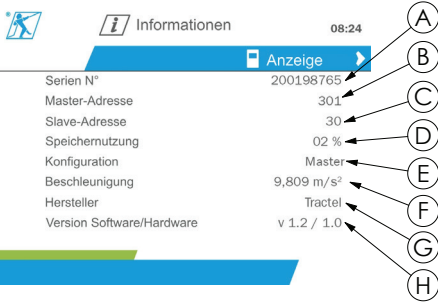 Informationen 08:24 A
Anzeige B
Serien N° 200198765
Master-Adresse 301 C
Slave-Adresse 30
Speichernutzung 02 % D
Konfiguration Master E
Beschleunigung 9,809 m/s² F
Hersteller Tractel
Version Software/Hardware v 1.2 / 1.0 G
H